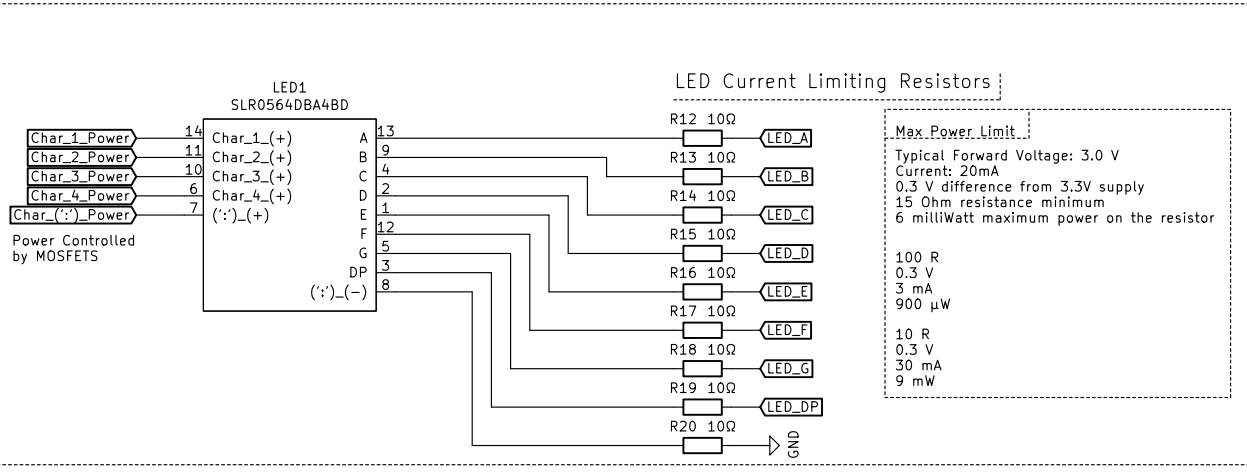 LED1
SLR0564DBA4BD
Char_1_Power 14 Char_1_(+)
Char_2_Power 11 Char_2_(+)
Char_3_Power 10 Char_3_(+)
Char_4_Power 6 Char_4_(+)
Char_(':')_Power 7 (':')_(+)
Power Controlled
by MOSFETS
A 13
B 9
C 4
D 2
E 1
F 12
G 5
DP 3
(':')_(-) 8
LED Current Limiting Resistors
R12 10Ω
LED_A
R13 10Ω
LED_B
R14 10Ω
LED_C
R15 10Ω
LED_D
R16 10Ω
LED_E
R17 10Ω
LED_F
R18 10Ω
LED_G
R19 10Ω
LED_DP
R20 10Ω
GND
Max Power Limit
Typical Forward Voltage: 3.0 V
Current: 20mA
0.3 V difference from 3.3V supply
15 Ohm resistance minimum
6 milliWatt maximum power on the resistor
100 R
0.3 V
3 mA
900 µW
10 R
0.3 V
30 mA
9 mW